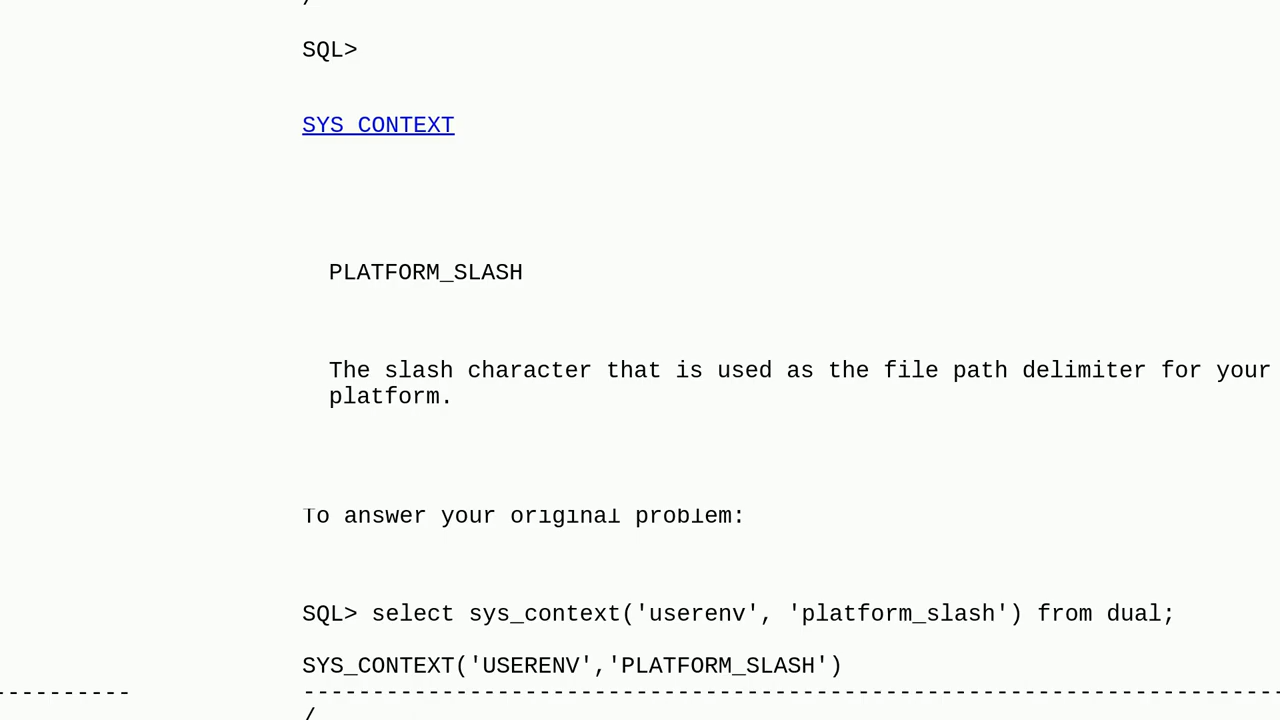 /
SQL>
SYS_CONTEXT
PLATFORM_SLASH
The slash character that is used as the file path delimiter for your
platform.
To answer your original problem:
SQL> select sys_context('userenv', 'platform_slash') from dual;
SYS_CONTEXT('USERENV','PLATFORM_SLASH')
---------- ----------------------------------------------------------------------
/